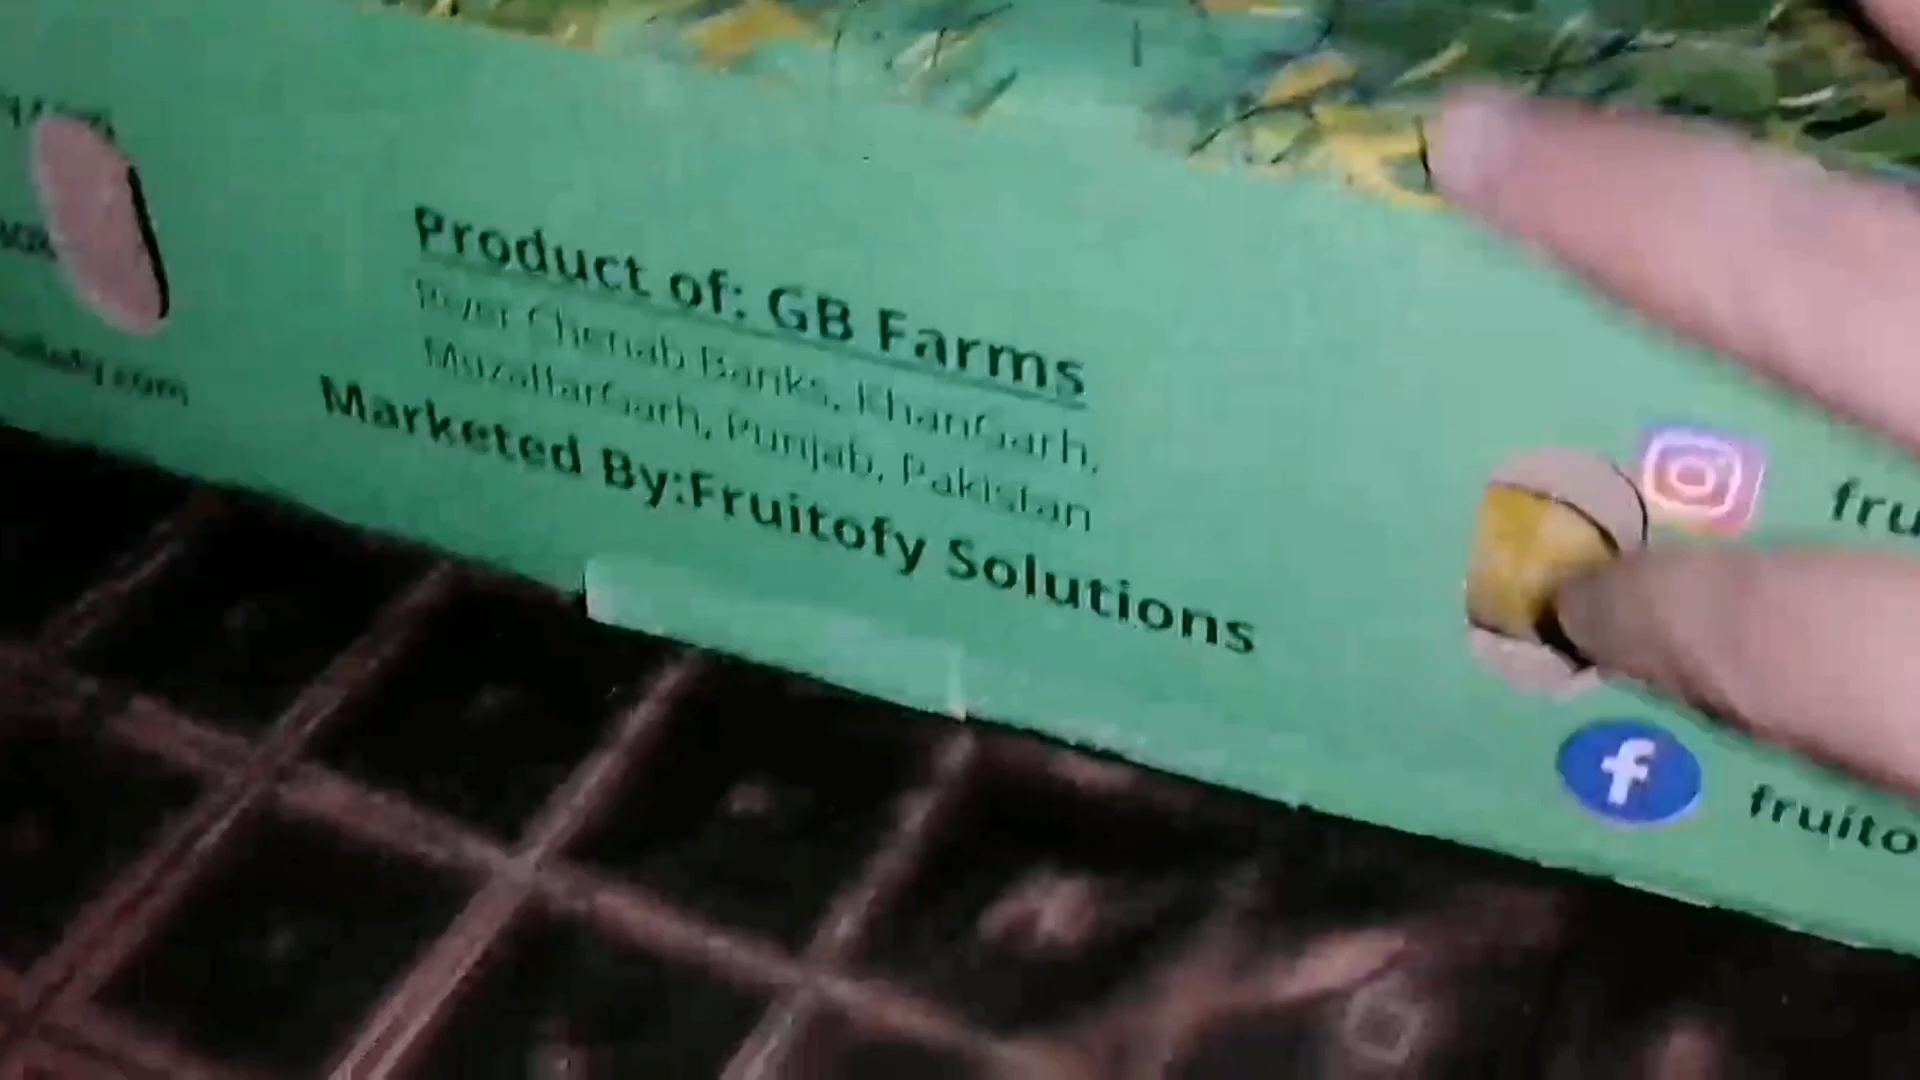 Product of: GB Farms
River Chenab Banks, KhanGarh,
MuzaffarGarh, Punjab, Pakistan
Marketed By:Fruitofy Solutions
fru
fruito